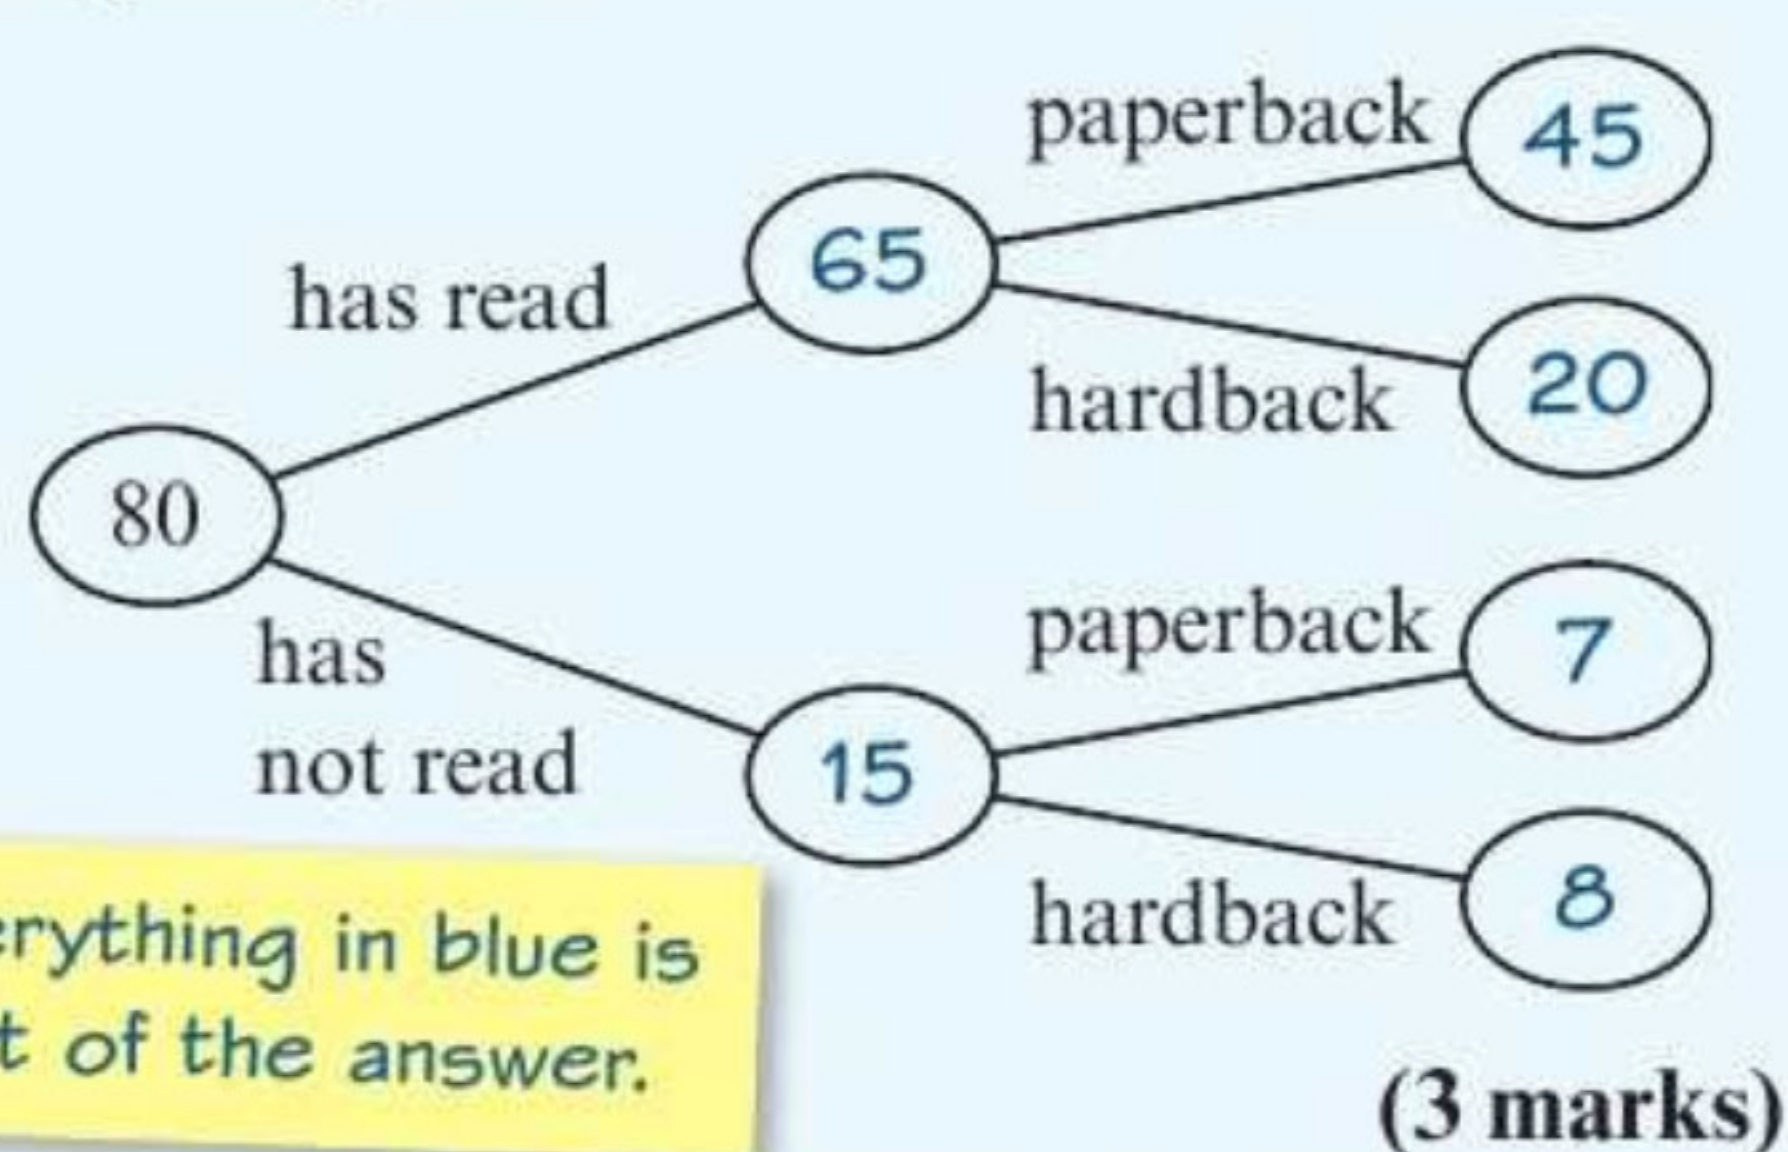 paperback
45
65
has read
20
hardback
80
paperback
7
has
not read
15
hardback
8
in blue is
of the answer.
(3 marks)